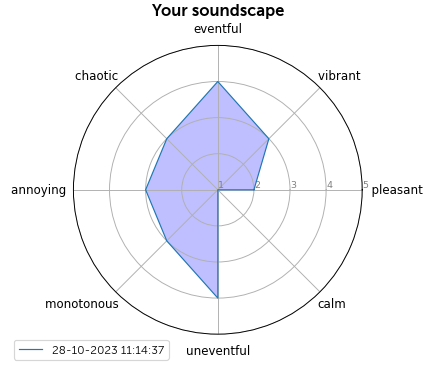 Your soundscape
eventful
chaotic
vibrant
annoying
1
2
3
4
5
pleasant
monotonous
calm
uneventful
28-10-2023 11:14:37